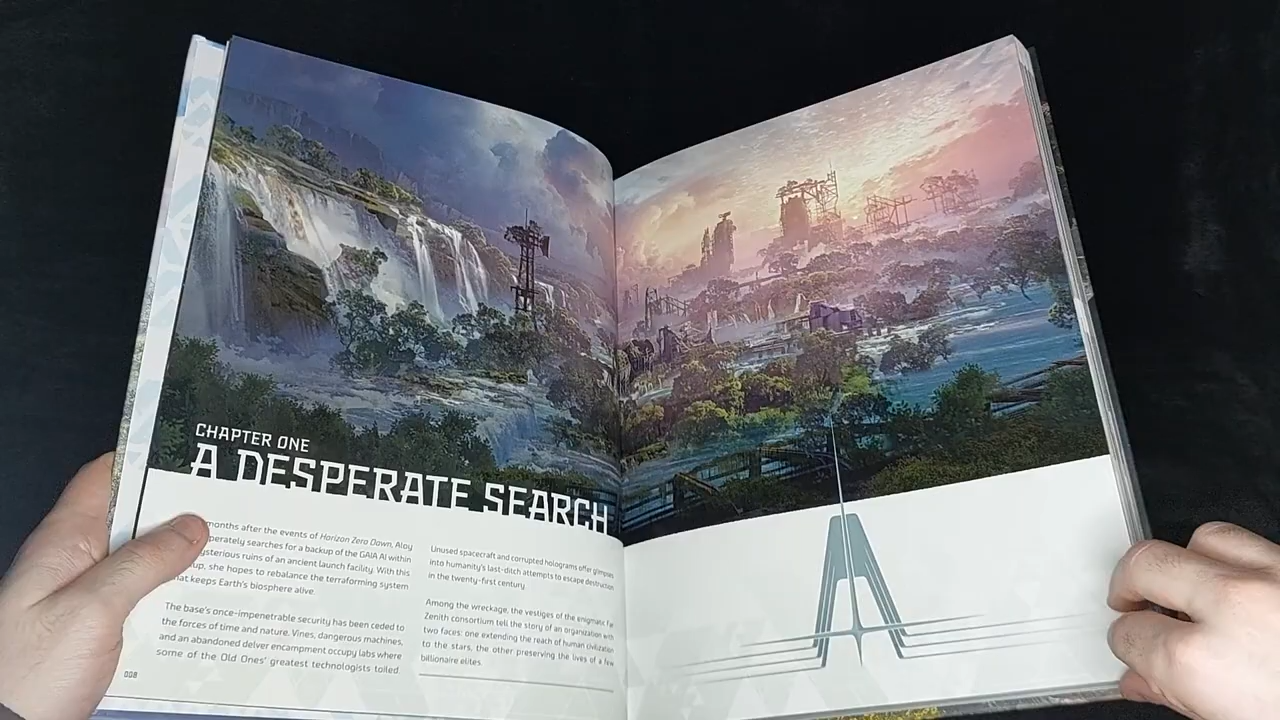 CHAPTER ONE
A DESPERATE SEARCH
months after the events of Horizon Zero Dawn, Aloy
searches for a backup of the GAIA AI within
ruins of an ancient launch facility. With this
she hopes to rebalance the terraforming system
keeps Earth's biosphere alive.
The base's once-impenetrable security has been ceded to
the forces of time and nature. Vines, dangerous machines,
and an abandoned delver encampment occupy labs where
some of the Old Ones' greatest technologists toiled.
Unused spacecraft and corrupted holograms offer glimpses
into humanity's last-ditch attempts to escape destruction
in the twenty-first century.
Among the wreckage, the vestiges of the enigmatic Far
Zenith consortium tell the story of an organization with
two faces: one extending the reach of human civilization
to the stars, the other preserving the lives of a few
billionaire elites.
008